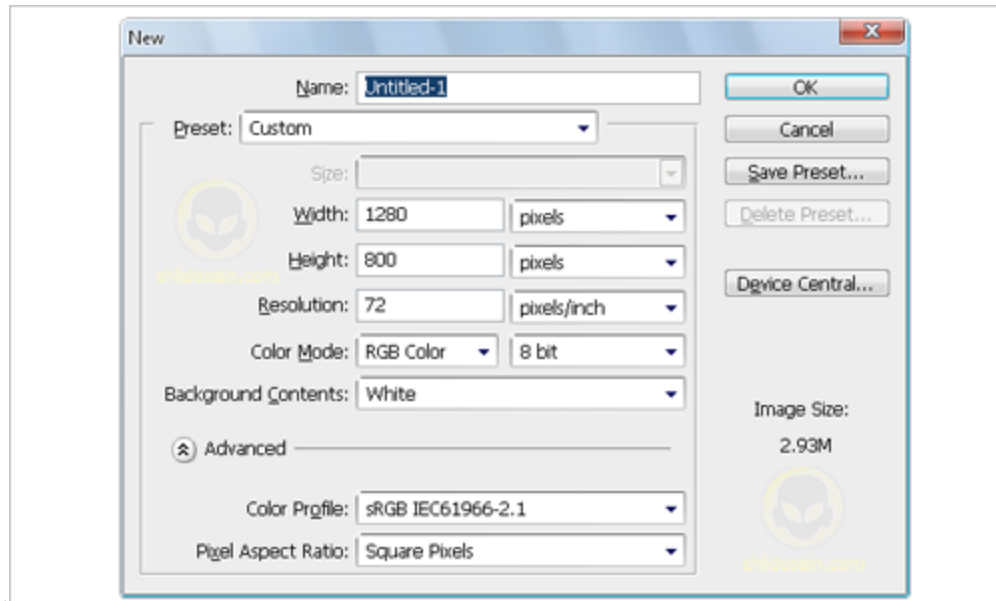 New
Name: Untitled-1
OK
Preset: Custom
Cancel
Size:
Save Preset...
Width: 1280 pixels
Delete Preset...
Height: 800 pixels
Device Central...
Resolution: 72 pixels/inch
Color Mode: RGB Color 8 bit
Background Contents: White
Image Size:
2.93M
Advanced
Color Profile: sRGB IEC61966-2.1
Pixel Aspect Ratio: Square Pixels